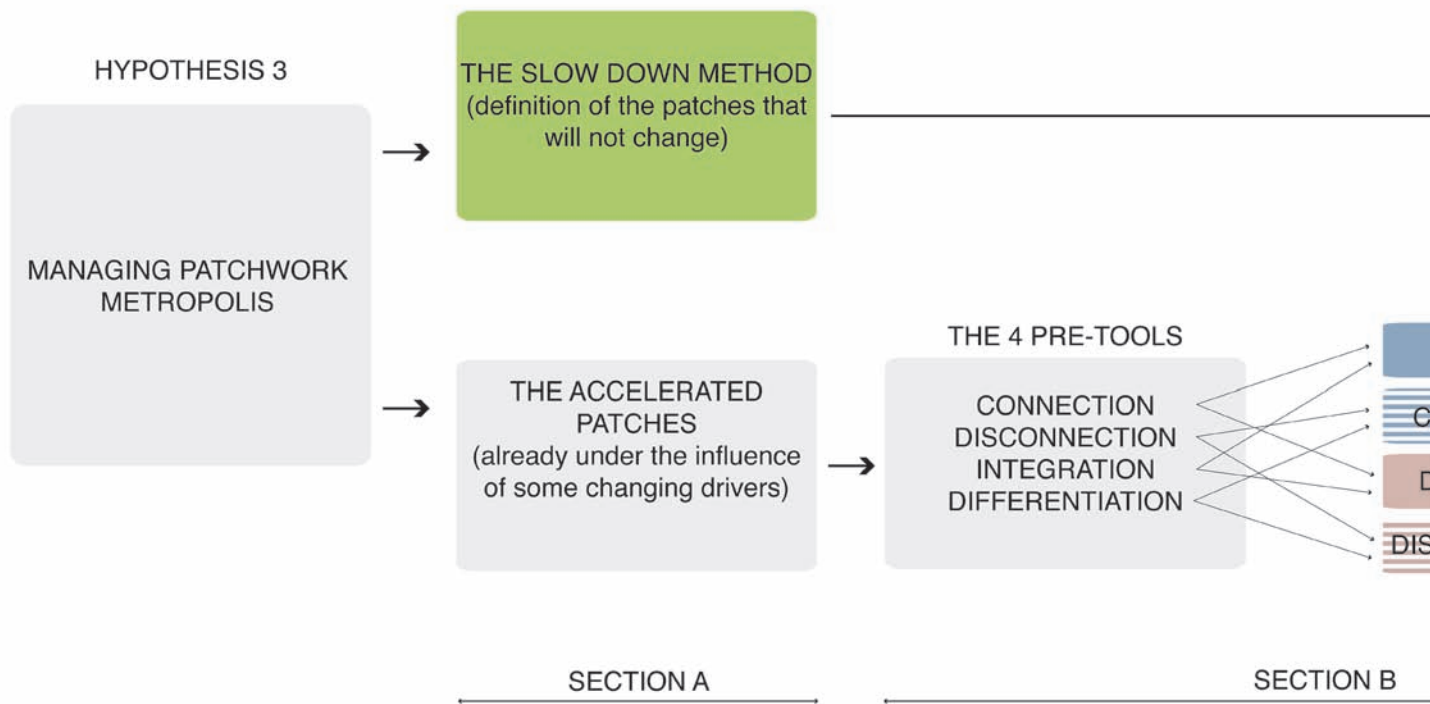 HYPOTHESIS 3
MANAGING PATCHWORK
METROPOLIS
THE SLOW DOWN METHOD
(definition of the patches that
will not change)
THE ACCELERATED
PATCHES
(already under the influence
of some changing drivers)
THE 4 PRE-TOOLS
CONNECTION
DISCONNECTION
INTEGRATION
DIFFERENTIATION
C
D
DIS
SECTION A
SECTION B